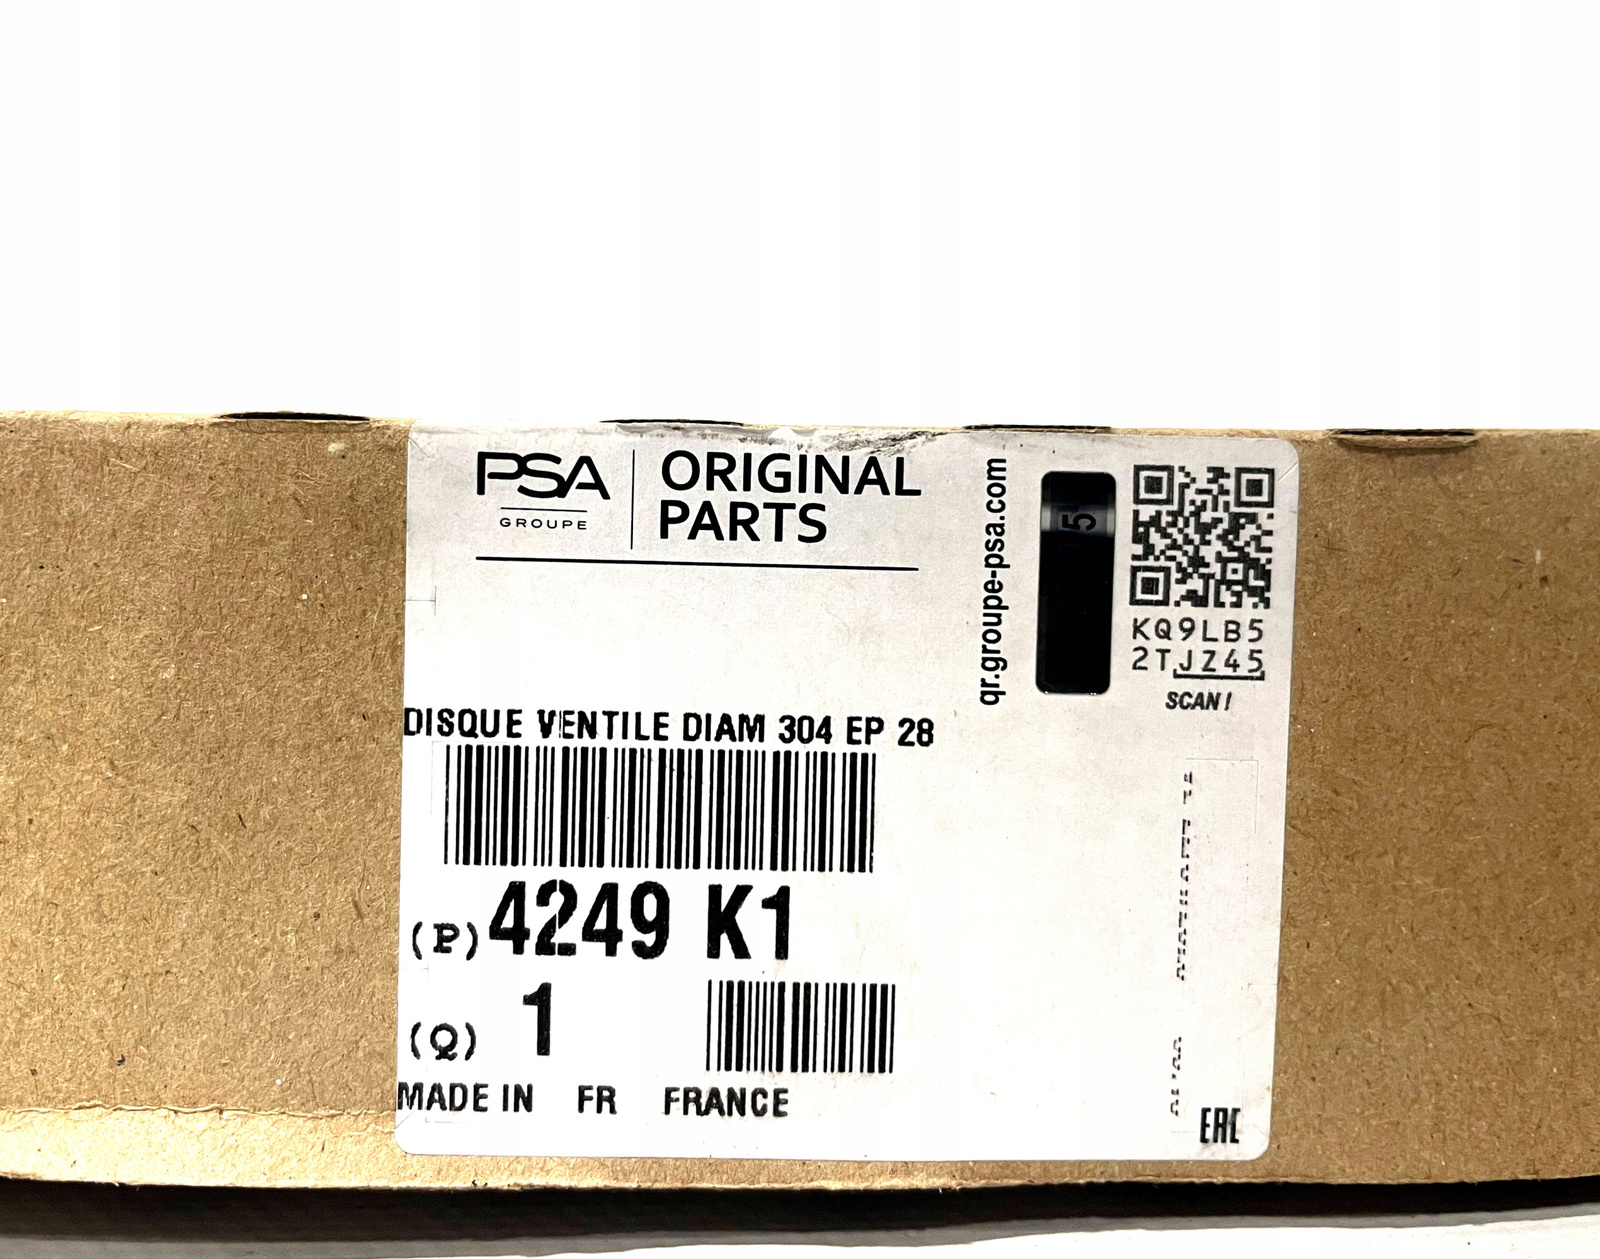 PSA
GROUPE
ORIGINAL
PARTS
qr.groupe-psa.com
5
KQ9LB5
2TJZ45
SCAN!
DISQUE VENTILE DIAM 304 EP 28
(P) 4249 K1
(Q) 1
MADE IN FR FRANCE
EAC